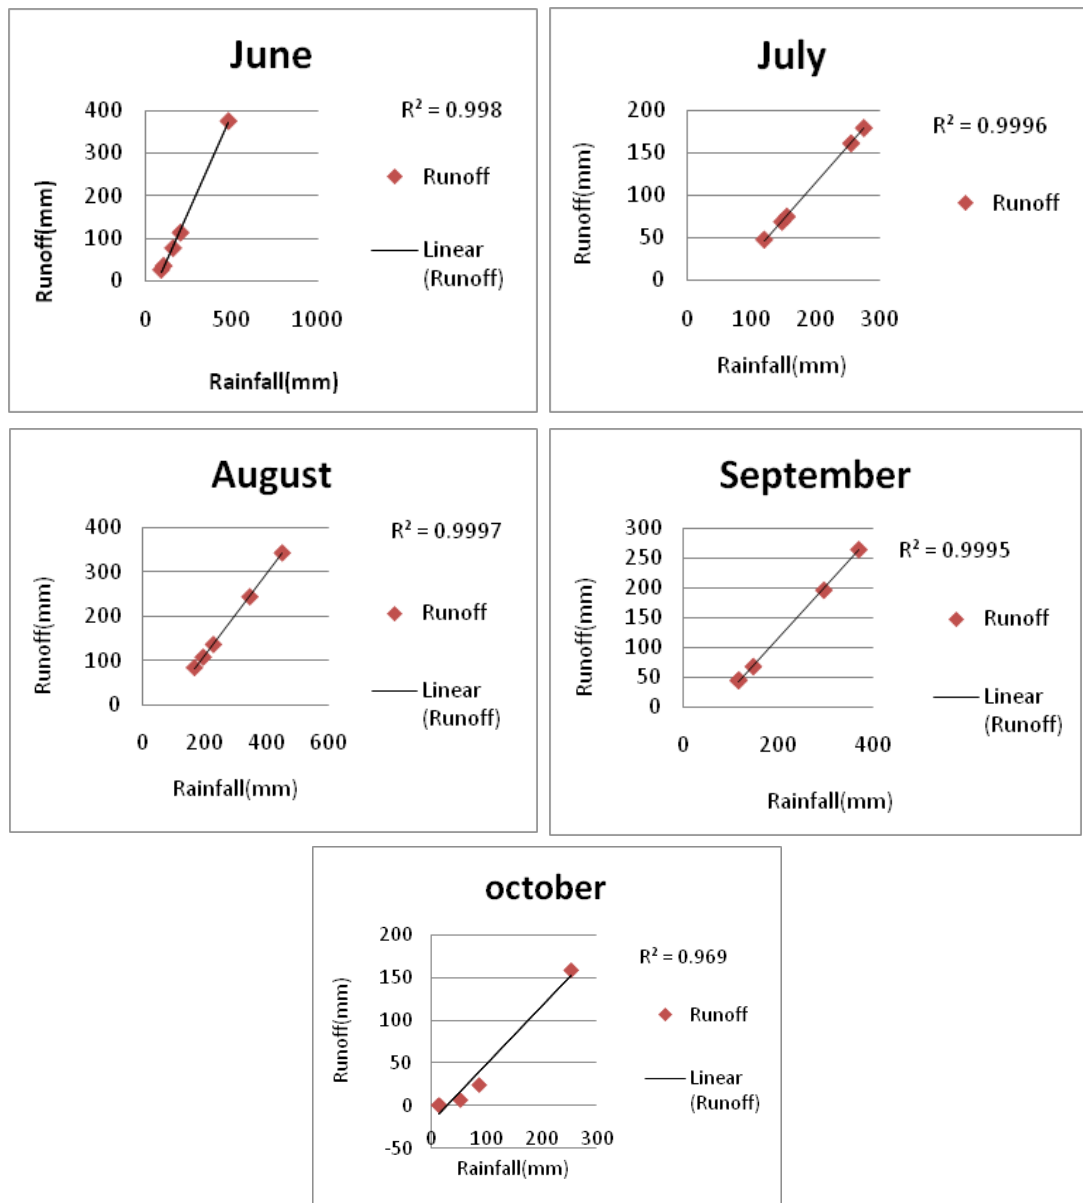 June
R² = 0.998
400
300
200
100
0
Runoff(mm)
Runoff
Linear
(Runoff)
0 500 1000
Rainfall(mm)
July
R² = 0.9996
200
150
100
50
0
Runoff(mm)
Runoff
0 100 200 300
Rainfall(mm)
August
R² = 0.9997
400
300
200
100
0
Runoff(mm)
Runoff
Linear
(Runoff)
0 200 400 600
Rainfall(mm)
September
R² = 0.9995
300
250
200
150
100
50
0
Runoff(mm)
Runoff
Linear
(Runoff)
0 200 400
Rainfall(mm)
october
R² = 0.969
200
150
100
50
0
-50
Runoff(mm)
Runoff
Linear
(Runoff)
0 100 200 300
Rainfall(mm)